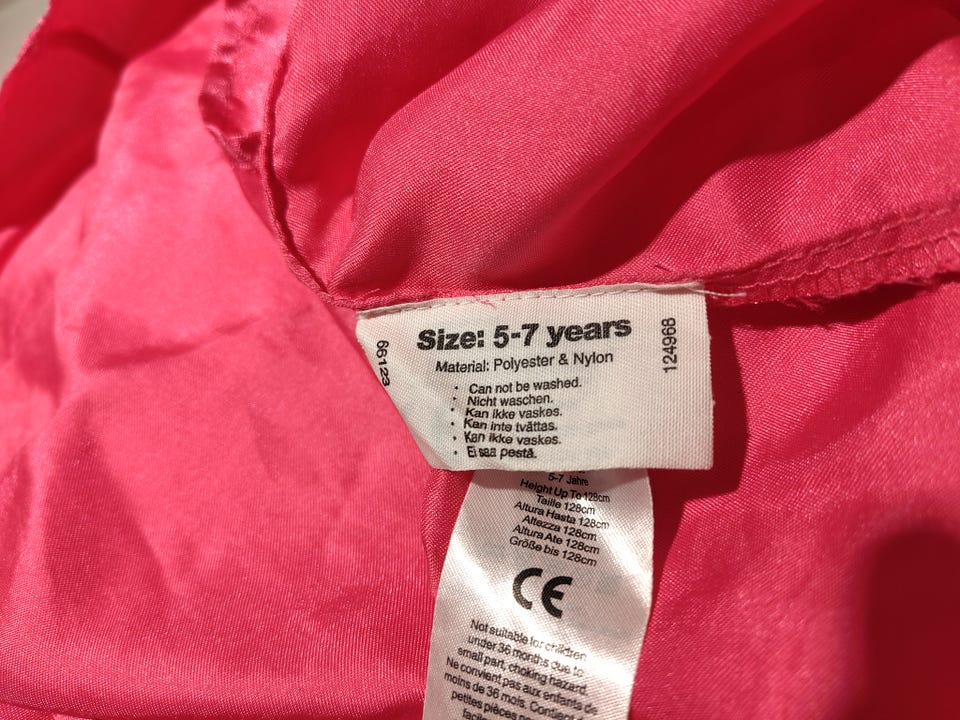 Size: 5-7 years
Material: Polyester & Nylon
· Can not be washed.
· Nicht waschen.
· Kan ikke vaskes.
· Kan inte tvättas.
· Kan ikke vaskes.
· Ei saa pestä.
66123
124968
5-7 Jahre
Height Up To 128cm
Taille 128cm
Altura Hasta 128cm
Altezza 128cm
Altura Ate 128cm
Größe bis 128cm
CE
Not suitable for children
under 36 months due to
small part, choking hazard.
Ne convient pas aux enfants de
moins de 36 mois. Contient
petites pièces